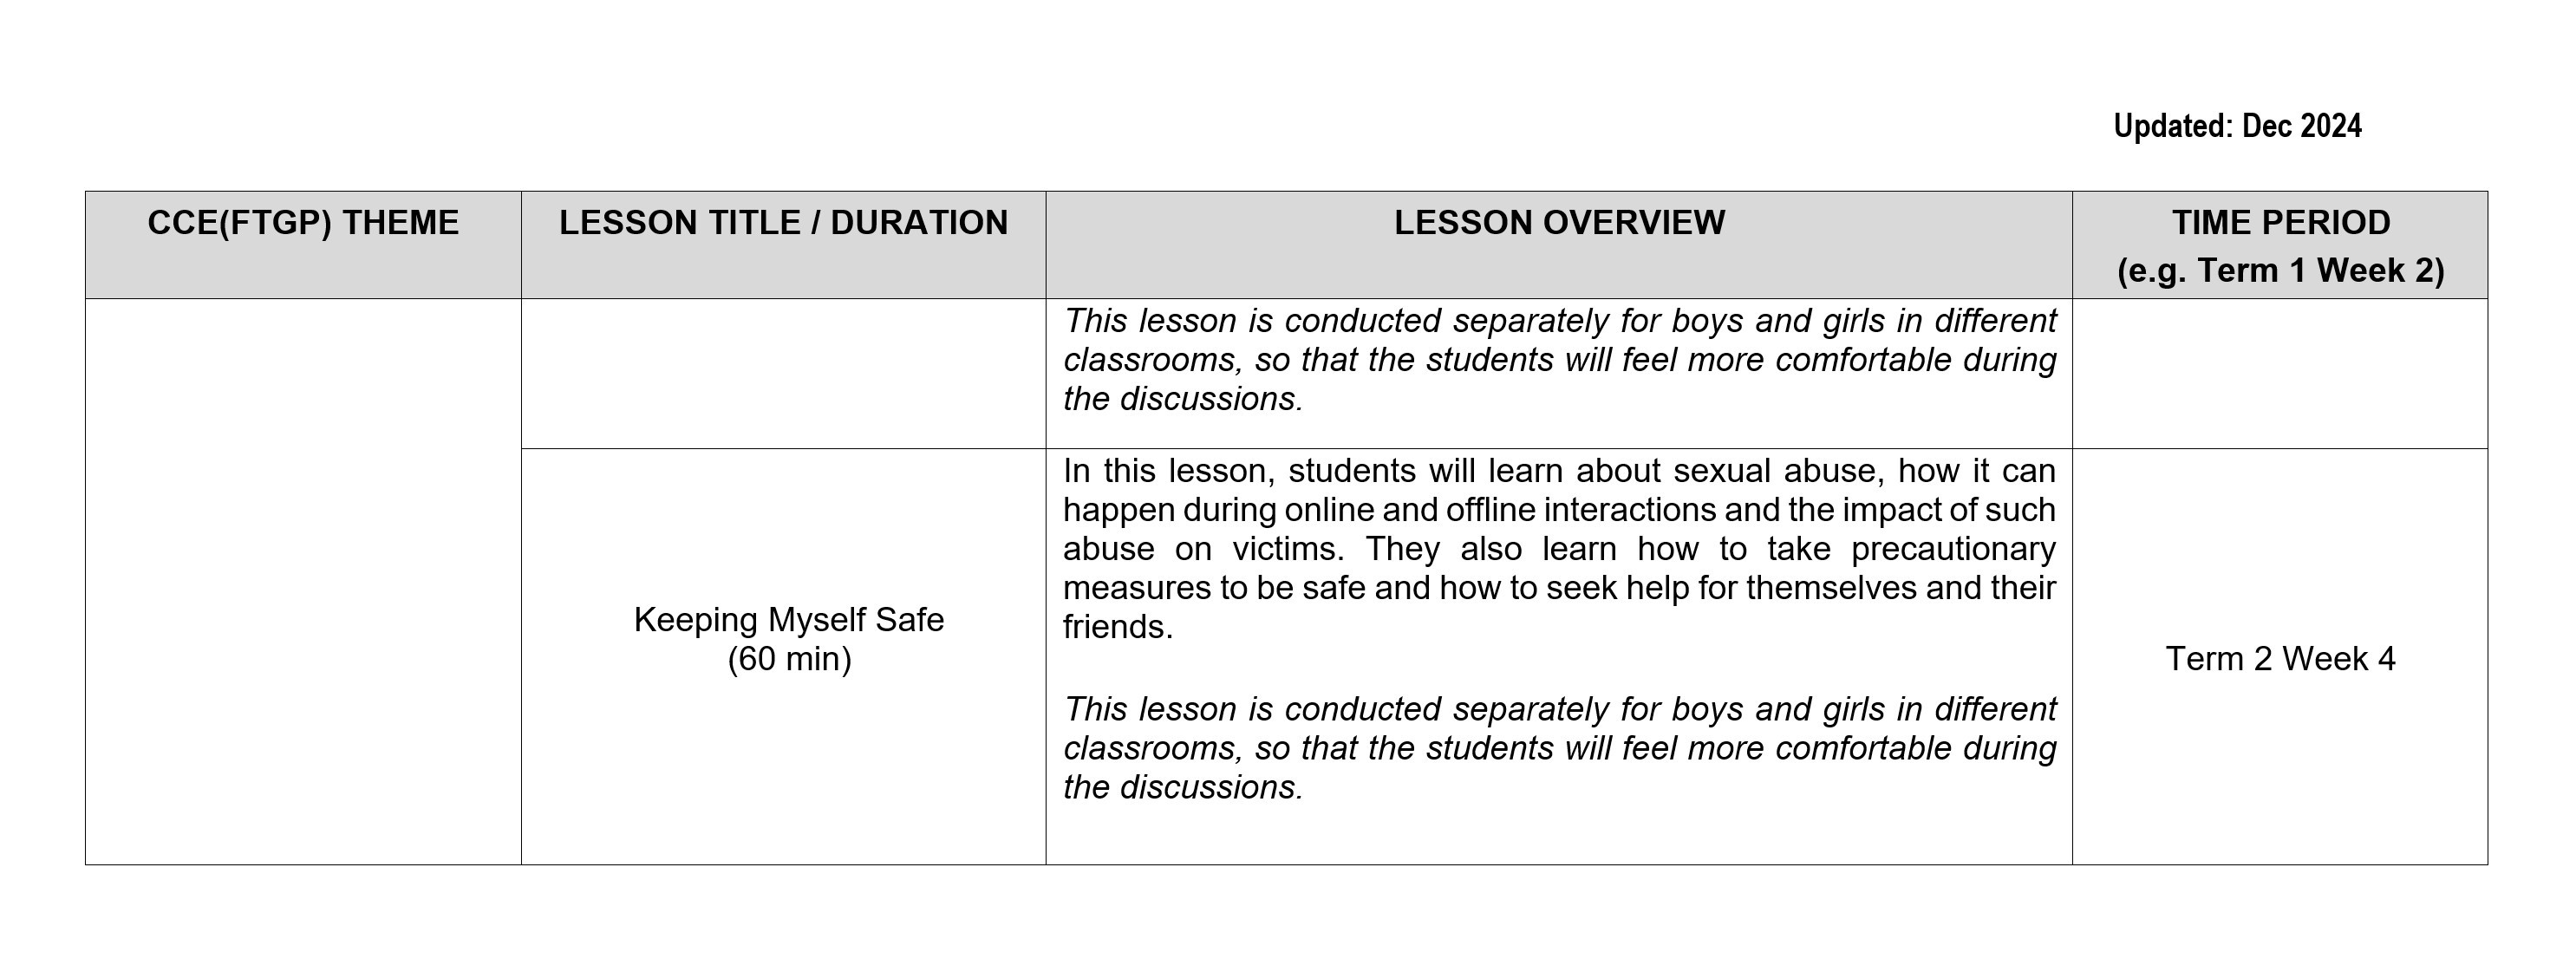 Updated: Dec 2024
CCE(FTGP) THEME
LESSON TITLE / DURATION
LESSON OVERVIEW
TIME PERIOD
(e.g. Term 1 Week 2)
This lesson is conducted separately for boys and girls in different
classrooms, so that the students will feel more comfortable during
the discussions.
Keeping Myself Safe
(60 min)
In this lesson, students will learn about sexual abuse, how it can
happen during online and offline interactions and the impact of such
abuse on victims. They also learn how to take precautionary
measures to be safe and how to seek help for themselves and their
friends.
This lesson is conducted separately for boys and girls in different
classrooms, so that the students will feel more comfortable during
the discussions.
Term 2 Week 4